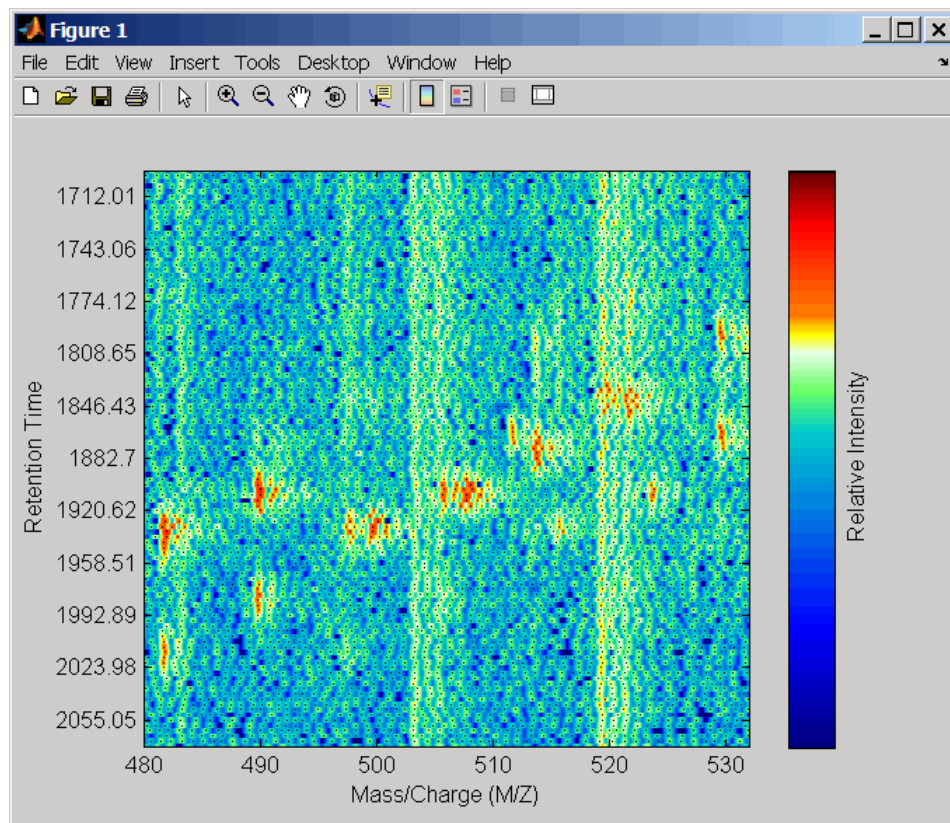 Figure 1
File Edit View Insert Tools Desktop Window Help
1712.01
1743.06
1774.12
1808.65
1846.43
1882.7
1920.62
1958.51
1992.89
2023.98
2055.05
Retention Time
480 490 500 510 520 530
Mass/Charge (M/Z)
Relative Intensity